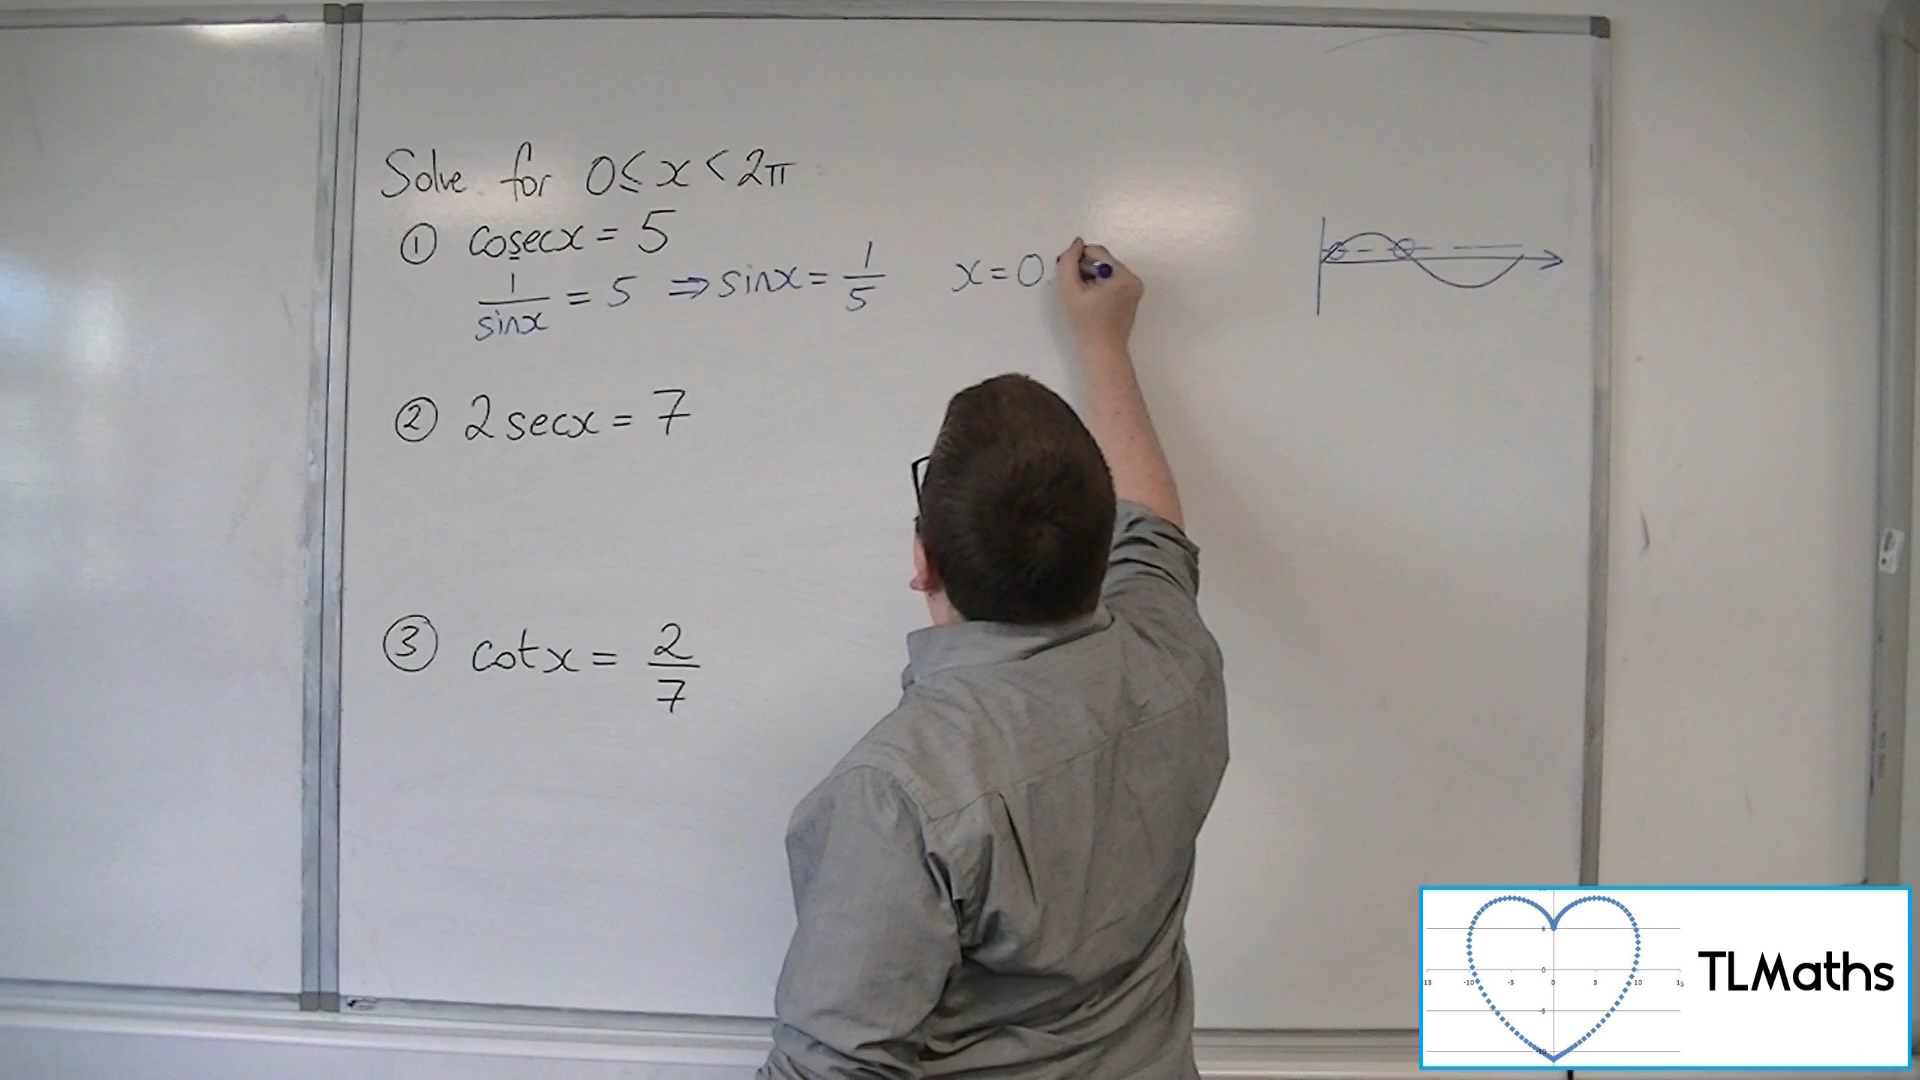 Solve for 0 ≤ x < 2π
① cosecx = 5
1/sinx = 5 ⇒ sinx = 1/5 x = 0
② 2secx = 7
③ cotx = 2/7
TLMaths